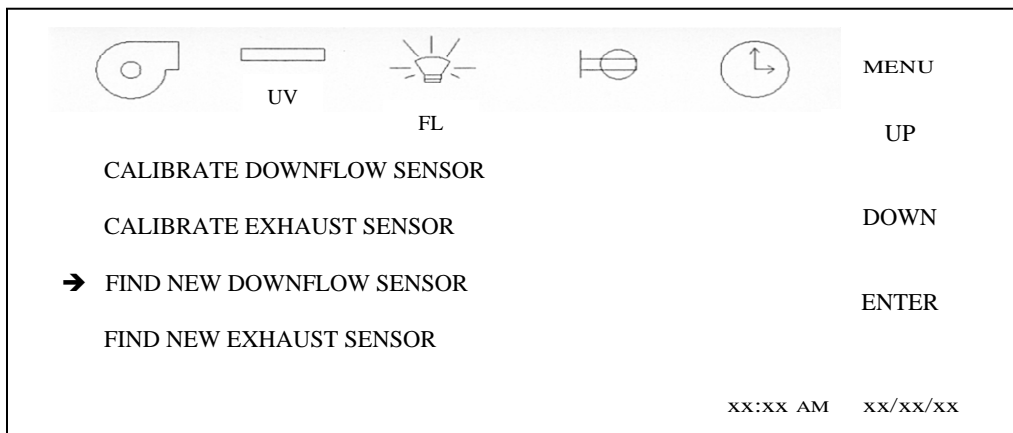 MENU
UV
FL
UP
CALIBRATE DOWNFLOW SENSOR
CALIBRATE EXHAUST SENSOR
DOWN
➔ FIND NEW DOWNFLOW SENSOR
ENTER
FIND NEW EXHAUST SENSOR
XX:XX AM XX/XX/XX